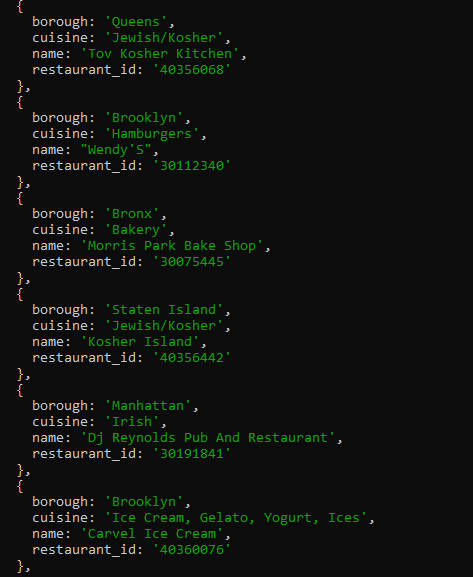 {
borough: 'Queens',
cuisine: 'Jewish/Kosher',
name: 'Tov Kosher Kitchen',
restaurant_id: '40356068'
},
{
borough: 'Brooklyn',
cuisine: 'Hamburgers',
name: "Wendy'S",
restaurant_id: '30112340'
},
{
borough: 'Bronx',
cuisine: 'Bakery',
name: 'Morris Park Bake Shop',
restaurant_id: '30075445'
},
{
borough: 'Staten Island',
cuisine: 'Jewish/Kosher',
name: 'Kosher Island',
restaurant_id: '40356442'
},
{
borough: 'Manhattan',
cuisine: 'Irish',
name: 'Dj Reynolds Pub And Restaurant',
restaurant_id: '30191841'
},
{
borough: 'Brooklyn',
cuisine: 'Ice Cream, Gelato, Yogurt, Ices',
name: 'Carvel Ice Cream',
restaurant_id: '40360076'
},